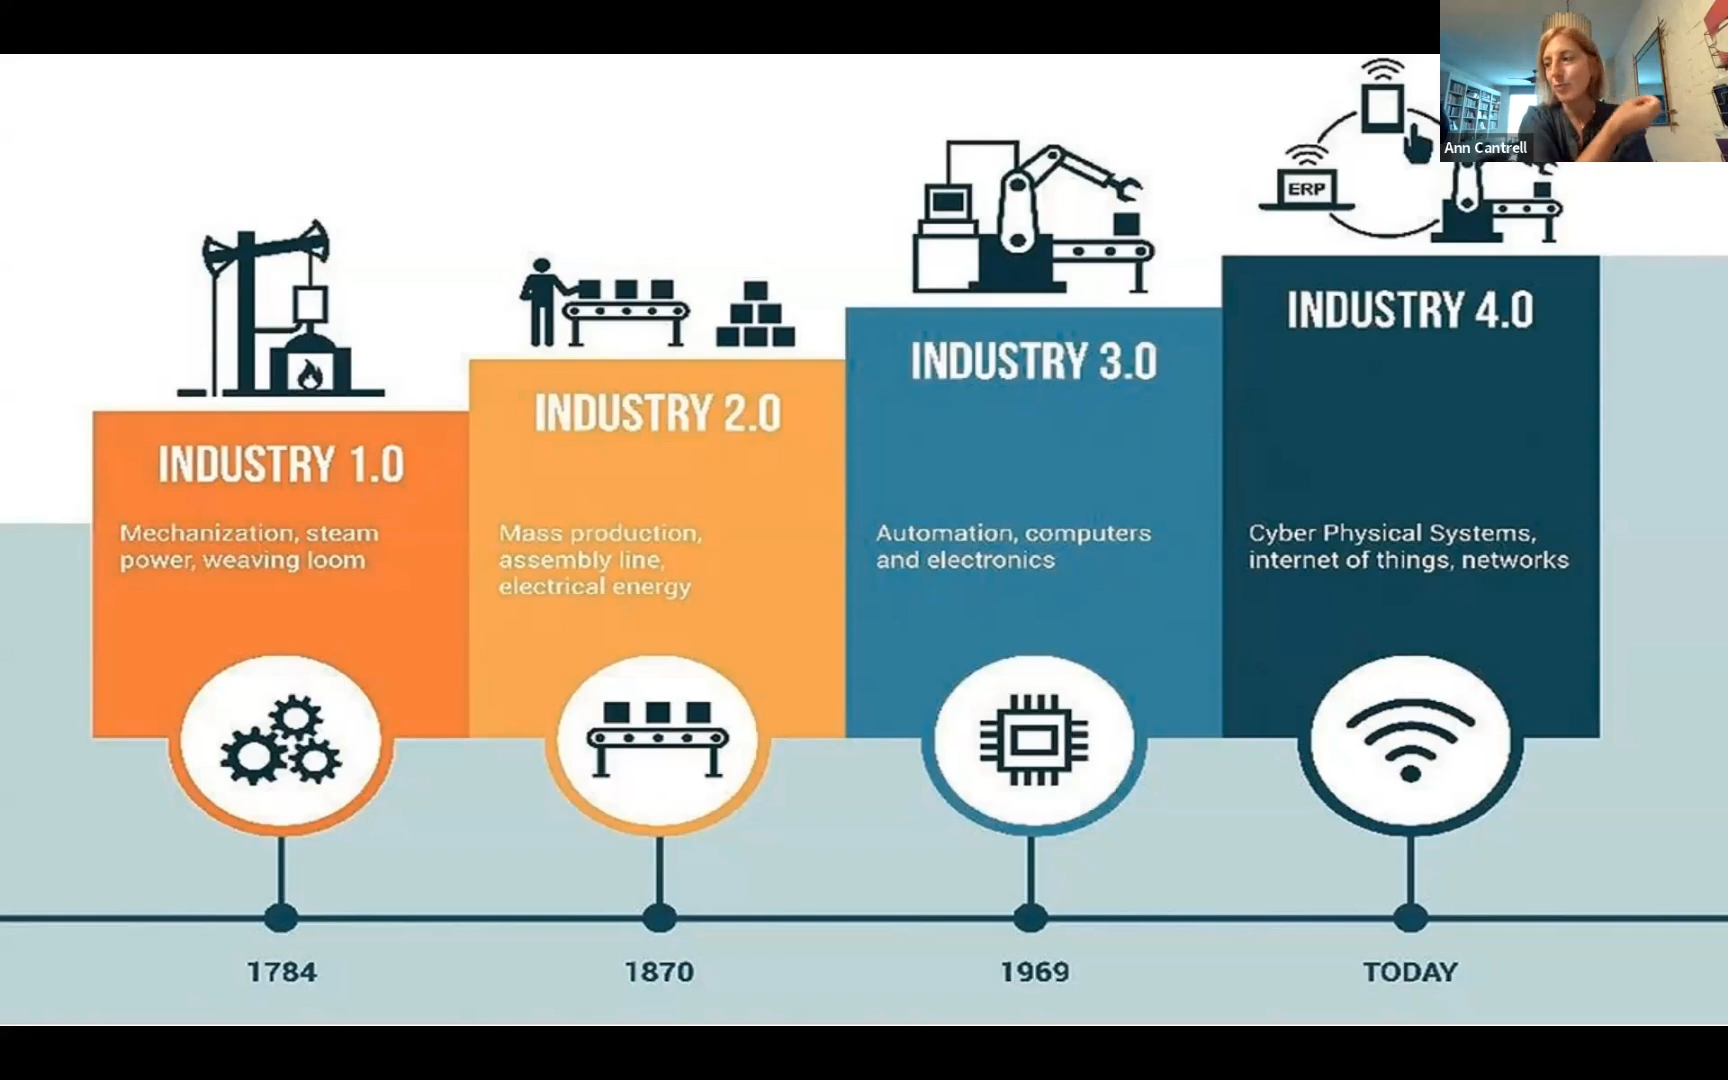 Ann Cantrell
ERP
INDUSTRY 1.0
Mechanization, steam
power, weaving loom
INDUSTRY 2.0
Mass production,
assembly line,
electrical energy
INDUSTRY 3.0
Automation, computers
and electronics
INDUSTRY 4.0
Cyber Physical Systems,
internet of things, networks
1784
1870
1969
TODAY